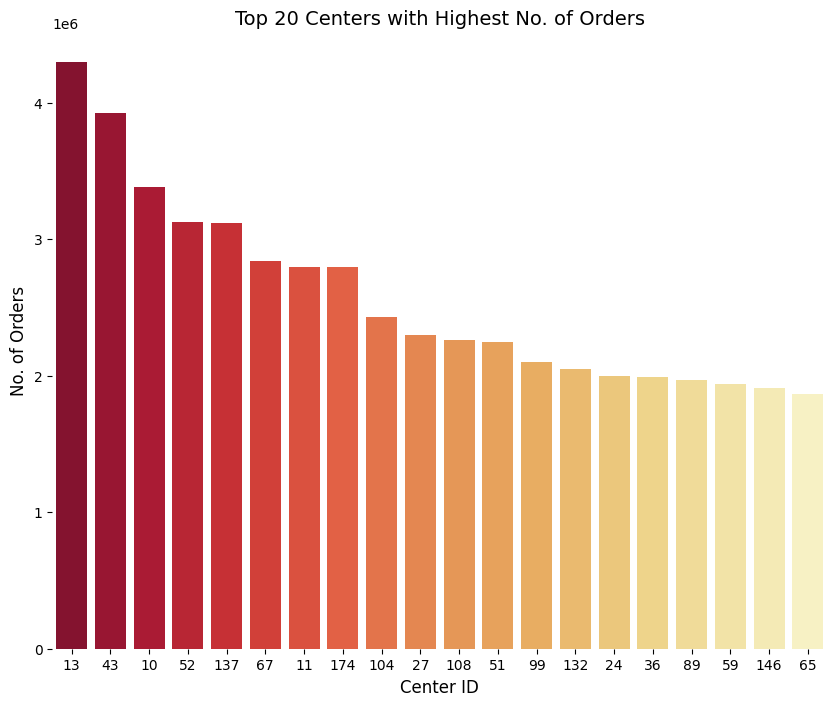 Top 20 Centers with Highest No. of Orders
1e6
4
3
2
1
0
No. of Orders
13 43 10 52 137 67 11 174 104 27 108 51 99 132 24 36 89 59 146 65
Center ID